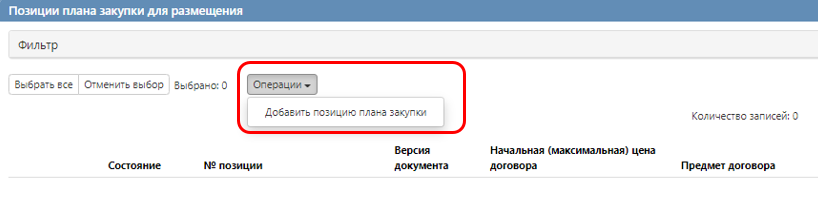 Позиции плана закупки для размещения
Фильтр
Выбрать все Отменить выбор Выбрано: 0 Операции
Добавить позицию плана закупки
Количество записей: 0
Состояние № позиции Версия документа Начальная (максимальная) цена договора Предмет договора